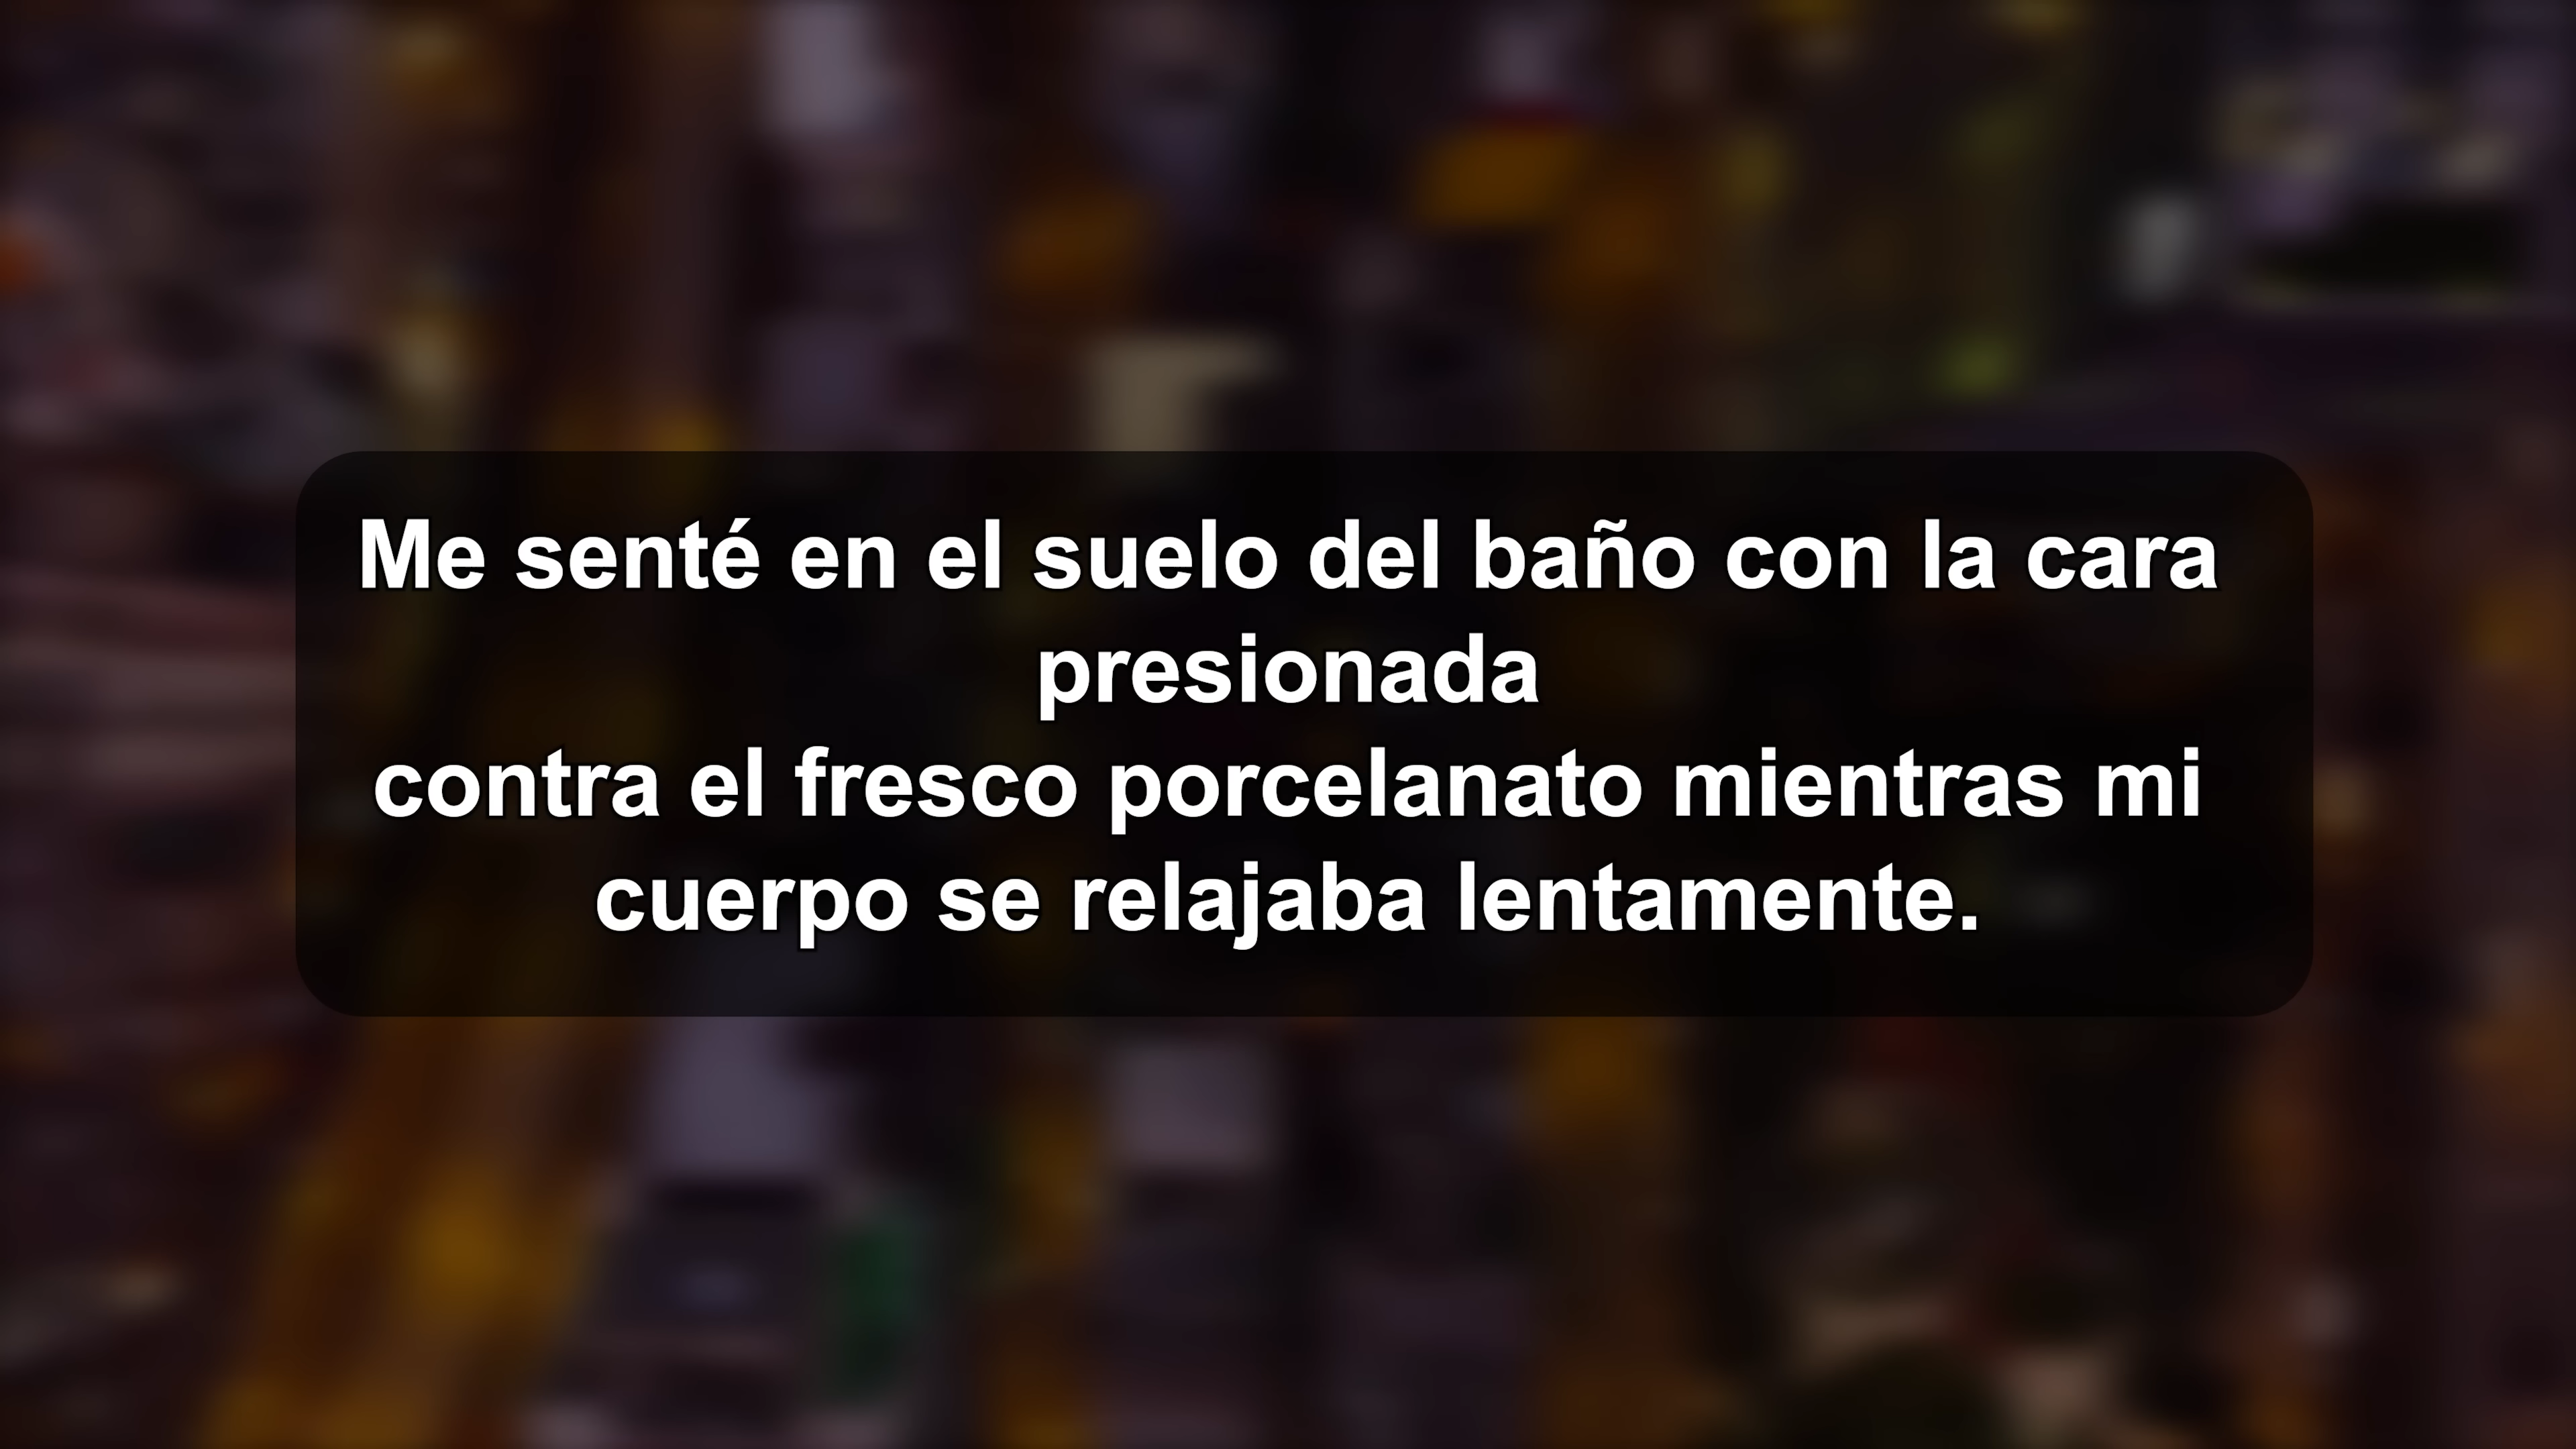 Me senté en el suelo del baño con la cara
presionada
contra el fresco porcelanato mientras mi
cuerpo se relajaba lentamente.